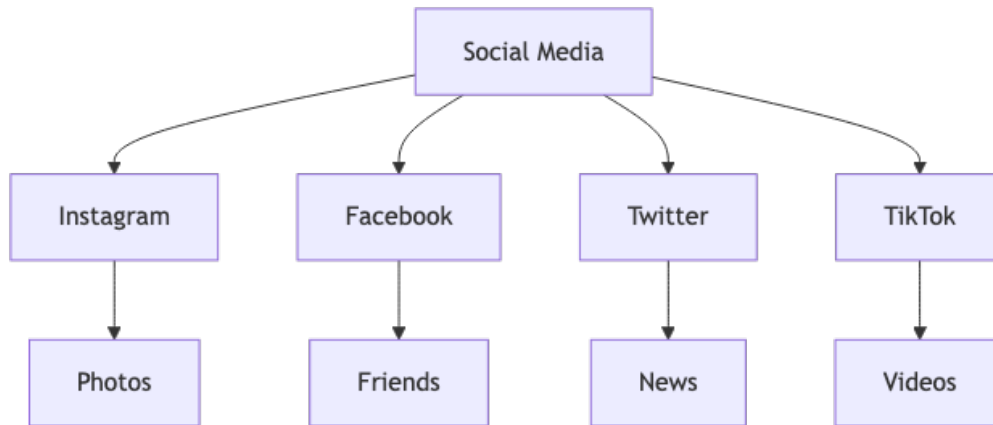 Social Media
Instagram
Facebook
Twitter
TikTok
Photos
Friends
News
Videos